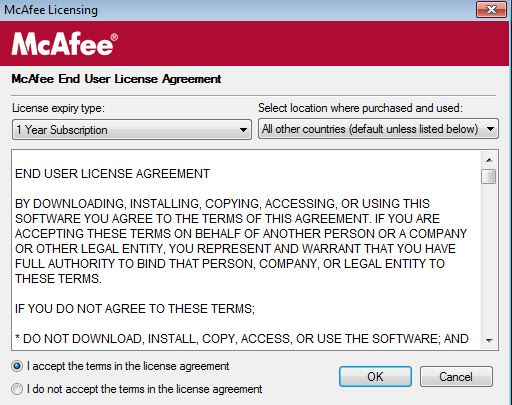 McAfee Licensing
McAfee®
McAfee End User License Agreement
License expiry type:
Select location where purchased and used:
1 Year Subscription
All other countries (default unless listed below)
END USER LICENSE AGREEMENT
BY DOWNLOADING, INSTALLING, COPYING, ACCESSING, OR USING THIS
SOFTWARE YOU AGREE TO THE TERMS OF THIS AGREEMENT. IF YOU ARE
ACCEPTING THESE TERMS ON BEHALF OF ANOTHER PERSON OR A COMPANY
OR OTHER LEGAL ENTITY, YOU REPRESENT AND WARRANT THAT YOU HAVE
FULL AUTHORITY TO BIND THAT PERSON, COMPANY, OR LEGAL ENTITY TO
THESE TERMS.
IF YOU DO NOT AGREE TO THESE TERMS;
* DO NOT DOWNLOAD, INSTALL, COPY, ACCESS, OR USE THE SOFTWARE; AND
I accept the terms in the license agreement
I do not accept the terms in the license agreement
OK
Cancel